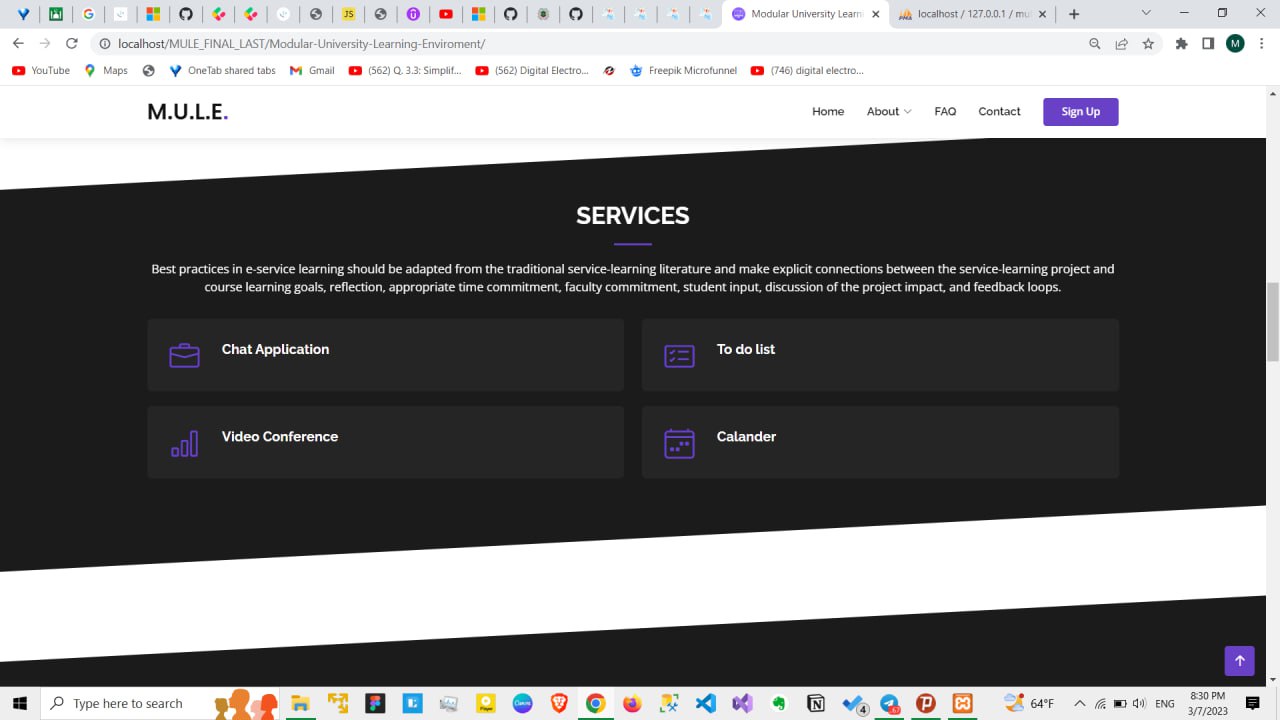 Modular University Learn
localhost / 127.0.0.1 / mu
localhost/MULE_FINAL_LAST/Modular-University-Learning-Enviroment/
M
YouTube
Maps
OneTab shared tabs
Gmail
(562) Q. 3.3: Simplif...
(562) Digital Electro...
Freepik Microfunnel
(746) digital electro...
M.U.L.E.
Home
About
FAQ
Contact
Sign Up
SERVICES
Best practices in e-service learning should be adapted from the traditional service-learning literature and make explicit connections between the service-learning project and
course learning goals, reflection, appropriate time commitment, faculty commitment, student input, discussion of the project impact, and feedback loops.
Chat Application
To do list
Video Conference
Calander
Type here to search
64°F
ENG
8:30 PM
3/7/2023